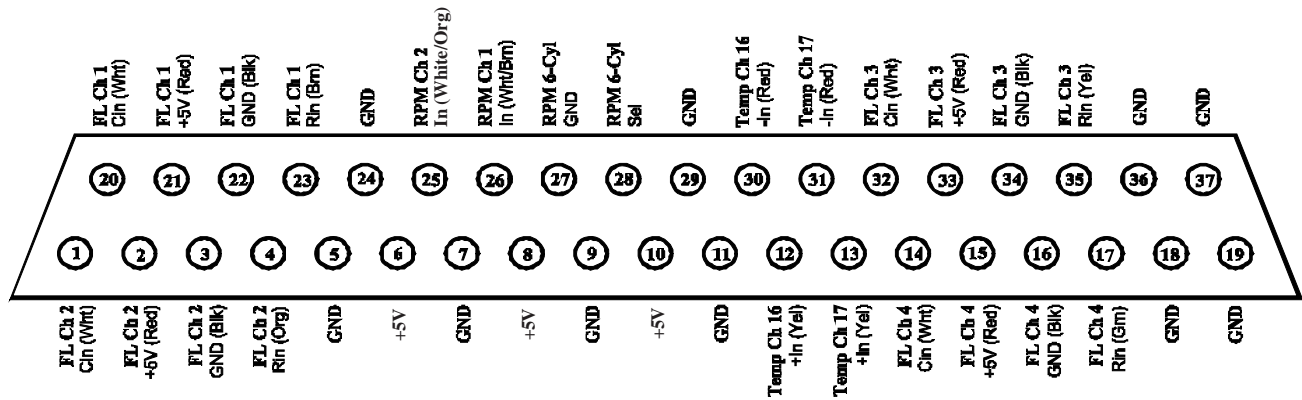 FL Ch 1
Cin (Wht)
FL Ch 1
+5V (Red)
FL Ch 1
GND (Blk)
FL Ch 1
Rin (Brn)
GND
RPM Ch 2
In (White/Org)
RPM Ch 1
In (Wht/Brn)
RPM 6-Cyl
GND
RPM 6-Cyl
Sel
GND
Temp Ch 16
-In (Red)
Temp Ch 17
-In (Red)
FL Ch 3
Cin (Wht)
FL Ch 3
+5V (Red)
FL Ch 3
GND (Blk)
FL Ch 3
Rin (Yel)
GND
GND
20 21 22 23 24 25 26 27 28 29 30 31 32 33 34 35 36 37
1 2 3 4 5 6 7 8 9 10 11 12 13 14 15 16 17 18 19
FL Ch 2
Cin (Wht)
FL Ch 2
+5V (Red)
FL Ch 2
GND (Blk)
FL Ch 2
Rin (Org)
GND
+5V
GND
+5V
GND
+5V
GND
Temp Ch 16
+In (Yel)
Temp Ch 17
+In (Yel)
FL Ch 4
Cin (Wht)
FL Ch 4
+5V (Red)
FL Ch 4
GND (Blk)
FL Ch 4
Rin (Grn)
GND
GND